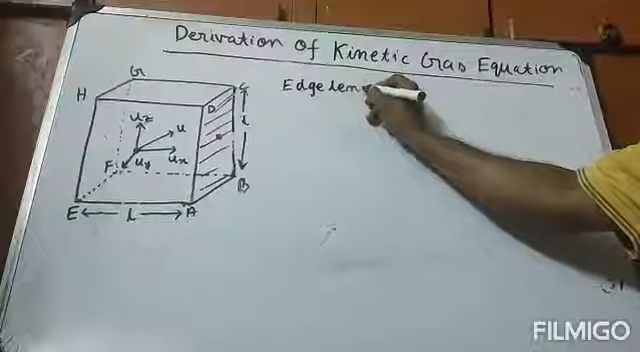 Derivation of Kinetic Gas Equation
Edge len
G
C
H
D
uz
u
l
ux
F
uy
B
E
l
A
FILMIGO